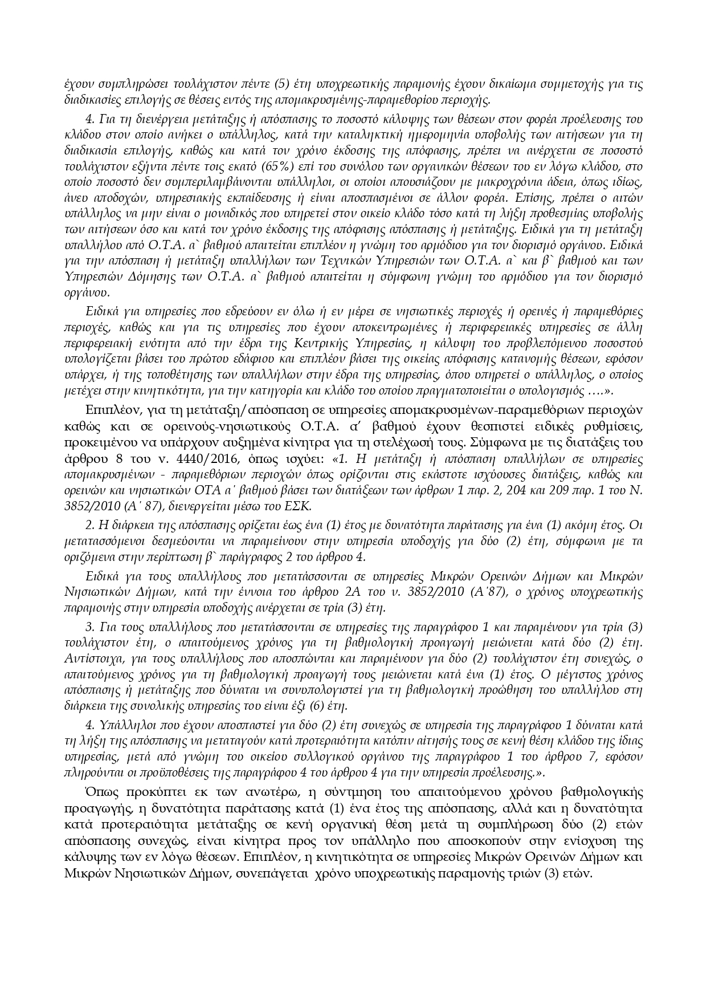 έχουν συμπληρώσει τουλάχιστον πέντε (5) έτη υποχρεωτικής παραμονής έχουν δικαίωμα συμμετοχής για τις
διαδικασίες επιλογής σε θέσεις εντός της απομακρυσμένης-παραμεθορίου περιοχής.
4. Για τη διενέργεια μετάταξης ή απόσπασης το ποσοστό κάλυψης των θέσεων στον φορέα προέλευσης του
κλάδου στον οποίο ανήκει ο υπάλληλος, κατά την καταληκτική ημερομηνία υποβολής των αιτήσεων για τη
διαδικασία επιλογής, καθώς και κατά τον χρόνο έκδοσης της απόφασης, πρέπει να ανέρχεται σε ποσοστό
τουλάχιστον εξήντα πέντε τοις εκατό (65%) επί του συνόλου των οργανικών θέσεων του εν λόγω κλάδου, στο
οποίο ποσοστό δεν συμπεριλαμβάνονται υπάλληλοι, οι οποίοι απουσιάζουν με μακροχρόνια άδεια, όπως ιδίως,
άνευ αποδοχών, υπηρεσιακής εκπαίδευσης ή είναι αποσπασμένοι σε άλλον φορέα. Επίσης, πρέπει ο αιτών
υπάλληλος να μην είναι ο μοναδικός που υπηρετεί στον οικείο κλάδο τόσο κατά τη λήξη προθεσμίας υποβολής
των αιτήσεων όσο και κατά τον χρόνο έκδοσης της απόφασης απόσπασης ή μετάταξης. Ειδικά για τη μετάταξη
υπαλλήλου από Ο.Τ.Α. α` βαθμού απαιτείται επιπλέον η γνώμη του αρμόδιου για τον διορισμό οργάνου. Ειδικά
για την απόσπαση ή μετάταξη υπαλλήλων των Τεχνικών Υπηρεσιών των Ο.Τ.Α. α` και β` βαθμού και των
Υπηρεσιών Δόμησης των Ο.Τ.Α. α` βαθμού απαιτείται η σύμφωνη γνώμη του αρμόδιου για τον διορισμό
οργάνου.
Ειδικά για υπηρεσίες που εδρεύουν εν όλω ή εν μέρει σε νησιωτικές περιοχές ή ορεινές ή παραμεθόριες
περιοχές, καθώς και για τις υπηρεσίες που έχουν αποκεντρωμένες ή περιφερειακές υπηρεσίες σε άλλη
περιφερειακή ενότητα από την έδρα της Κεντρικής Υπηρεσίας, η κάλυψη του προβλεπόμενου ποσοστού
υπολογίζεται βάσει του πρώτου εδάφιου και επιπλέον βάσει της οικείας απόφασης κατανομής θέσεων, εφόσον
υπάρχει, ή της τοποθέτησης των υπαλλήλων στην έδρα της υπηρεσίας, όπου υπηρετεί ο υπάλληλος, ο οποίος
μετέχει στην κινητικότητα, για την κατηγορία και κλάδο του οποίου πραγματοποιείται ο υπολογισμός ….».
Επιπλέον, για τη μετάταξη/απόσπαση σε υπηρεσίες απομακρυσμένων-παραμεθόριων περιοχών
καθώς και σε ορεινούς-νησιωτικούς Ο.Τ.Α. α’ βαθμού έχουν θεσπιστεί ειδικές ρυθμίσεις,
προκειμένου να υπάρχουν αυξημένα κίνητρα για τη στελέχωσή τους. Σύμφωνα με τις διατάξεις του
άρθρου 8 του ν. 4440/2016, όπως ισχύει: «1. Η μετάταξη ή απόσπαση υπαλλήλων σε υπηρεσίες
απομακρυσμένων - παραμεθόριων περιοχών όπως ορίζονται στις εκάστοτε ισχύουσες διατάξεις, καθώς και
ορεινών και νησιωτικών ΟΤΑ α΄ βαθμού βάσει των διατάξεων των άρθρων 1 παρ. 2, 204 και 209 παρ. 1 του Ν.
3852/2010 (Α΄ 87), διενεργείται μέσω του ΕΣΚ.
2. Η διάρκεια της απόσπασης ορίζεται έως ένα (1) έτος με δυνατότητα παράτασης για ένα (1) ακόμη έτος. Οι
μετατασσόμενοι δεσμεύονται να παραμείνουν στην υπηρεσία υποδοχής για δύο (2) έτη, σύμφωνα με τα
οριζόμενα στην περίπτωση β` παράγραφος 2 του άρθρου 4.
Ειδικά για τους υπαλλήλους που μετατάσσονται σε υπηρεσίες Μικρών Ορεινών Δήμων και Μικρών
Νησιωτικών Δήμων, κατά την έννοια του άρθρου 2Α του ν. 3852/2010 (Α΄87), ο χρόνος υποχρεωτικής
παραμονής στην υπηρεσία υποδοχής ανέρχεται σε τρία (3) έτη.
3. Για τους υπαλλήλους που μετατάσσονται σε υπηρεσίες της παραγράφου 1 και παραμένουν για τρία (3)
τουλάχιστον έτη, ο απαιτούμενος χρόνος για τη βαθμολογική προαγωγή μειώνεται κατά δύο (2) έτη.
Αντίστοιχα, για τους υπαλλήλους που αποσπώνται και παραμένουν για δύο (2) τουλάχιστον έτη συνεχώς, ο
απαιτούμενος χρόνος για τη βαθμολογική προαγωγή τους μειώνεται κατά ένα (1) έτος. Ο μέγιστος χρόνος
απόσπασης ή μετάταξης που δύναται να συνυπολογιστεί για τη βαθμολογική προώθηση του υπαλλήλου στη
διάρκεια της συνολικής υπηρεσίας του είναι έξι (6) έτη.
4. Υπάλληλοι που έχουν αποσπαστεί για δύο (2) έτη συνεχώς σε υπηρεσία της παραγράφου 1 δύναται κατά
τη λήξη της απόσπασης να μεταταγούν κατά προτεραιότητα κατόπιν αίτησής τους σε κενή θέση κλάδου της ίδιας
υπηρεσίας, μετά από γνώμη του οικείου συλλογικού οργάνου της παραγράφου 1 του άρθρου 7, εφόσον
πληρούνται οι προϋποθέσεις της παραγράφου 4 του άρθρου 4 για την υπηρεσία προέλευσης.».
Όπως προκύπτει εκ των ανωτέρω, η σύντμηση του απαιτούμενου χρόνου βαθμολογικής
προαγωγής, η δυνατότητα παράτασης κατά (1) ένα έτος της απόσπασης, αλλά και η δυνατότητα
κατά προτεραιότητα μετάταξης σε κενή οργανική θέση μετά τη συμπλήρωση δύο (2) ετών
απόσπασης συνεχώς, είναι κίνητρα προς τον υπάλληλο που αποσκοπούν στην ενίσχυση της
κάλυψης των εν λόγω θέσεων. Επιπλέον, η κινητικότητα σε υπηρεσίες Μικρών Ορεινών Δήμων και
Μικρών Νησιωτικών Δήμων, συνεπάγεται χρόνο υποχρεωτικής παραμονής τριών (3) ετών.